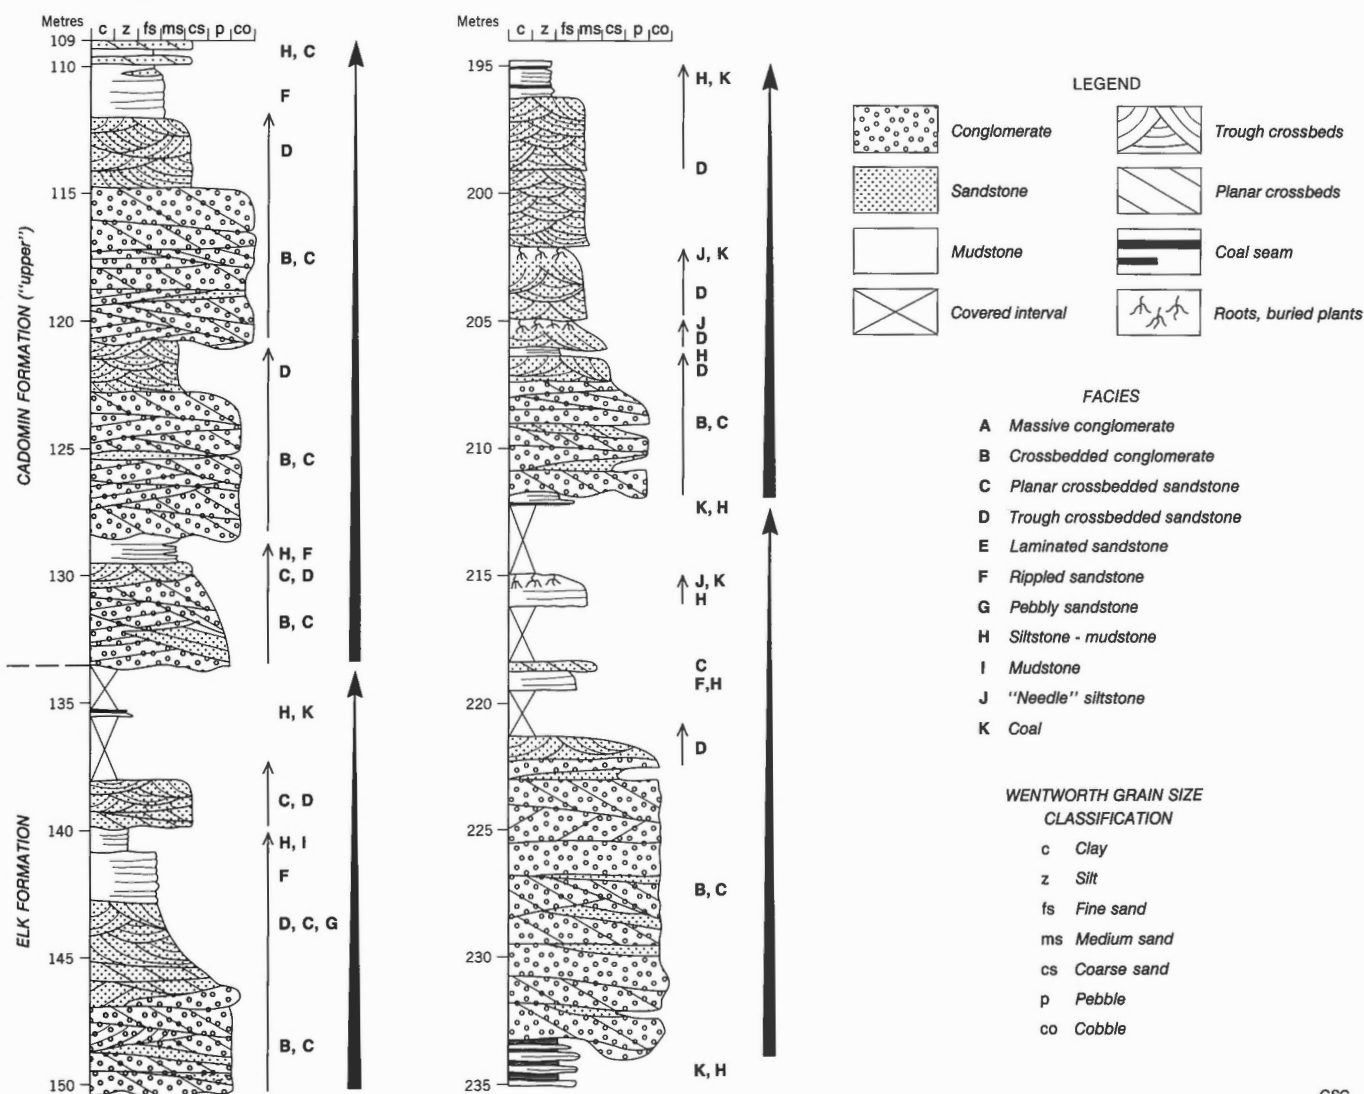 Metres
c z fs ms cs p co
109
110
115
120
125
130
135
140
145
150
CADOMIN FORMATION ("upper")
ELK FORMATION
H, C
F
D
B, C
D
B, C
H, F
C, D
B, C
H, K
C, D
H, I
F
D, C, G
B, C
Metres
c z fs ms cs p co
195
200
205
210
215
220
225
230
235
H, K
D
J, K
D
J
D
H
D
B, C
K, H
J, K
H
C
F,H
D
B, C
K, H
LEGEND
Conglomerate
Trough crossbeds
Sandstone
Planar crossbeds
Mudstone
Coal seam
Covered interval
Roots, buried plants
FACIES
A Massive conglomerate
B Crossbedded conglomerate
C Planar crossbedded sandstone
D Trough crossbedded sandstone
E Laminated sandstone
F Rippled sandstone
G Pebbly sandstone
H Siltstone - mudstone
I Mudstone
J "Needle" siltstone
K Coal
WENTWORTH GRAIN SIZE
CLASSIFICATION
c Clay
z Silt
fs Fine sand
ms Medium sand
cs Coarse sand
p Pebble
co Cobble